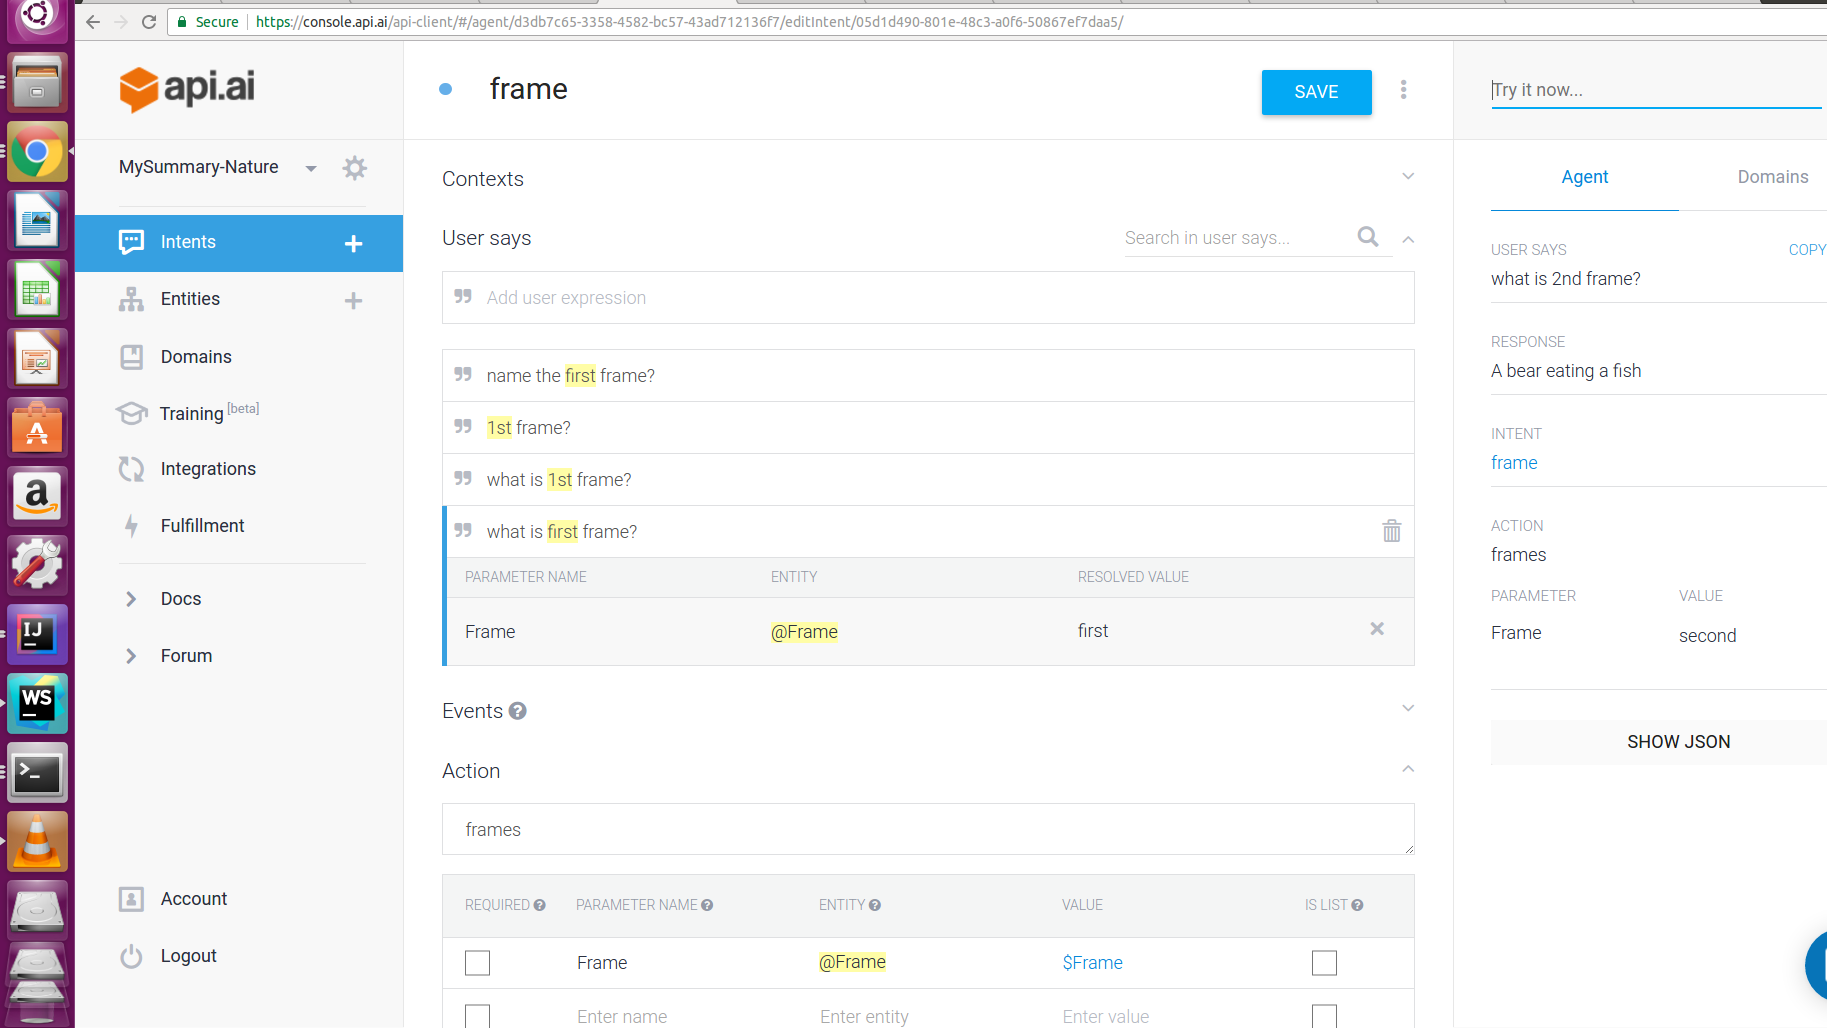 Secure https://console.api.ai/api-client/#/agent/d3db7c65-3358-4582-bc57-43ad712136f7/editIntent/05d1d490-801e-48c3-a0f6-50867ef7daa5/
api.ai
MySummary-Nature
Intents
Entities
Domains
Training [beta]
Integrations
Fulfillment
Docs
Forum
Account
Logout
frame
SAVE
Contexts
User says
Search in user says...
Add user expression
name the first frame?
1st frame?
what is 1st frame?
what is first frame?
PARAMETER NAME ENTITY RESOLVED VALUE
Frame @Frame first
Events
Action
frames
REQUIRED PARAMETER NAME ENTITY VALUE IS LIST
Frame @Frame $Frame
Enter name Enter entity Enter value
Try it now...
Agent Domains
USER SAYS COPY
what is 2nd frame?
RESPONSE
A bear eating a fish
INTENT
frame
ACTION
frames
PARAMETER VALUE
Frame second
SHOW JSON
IJ
WS